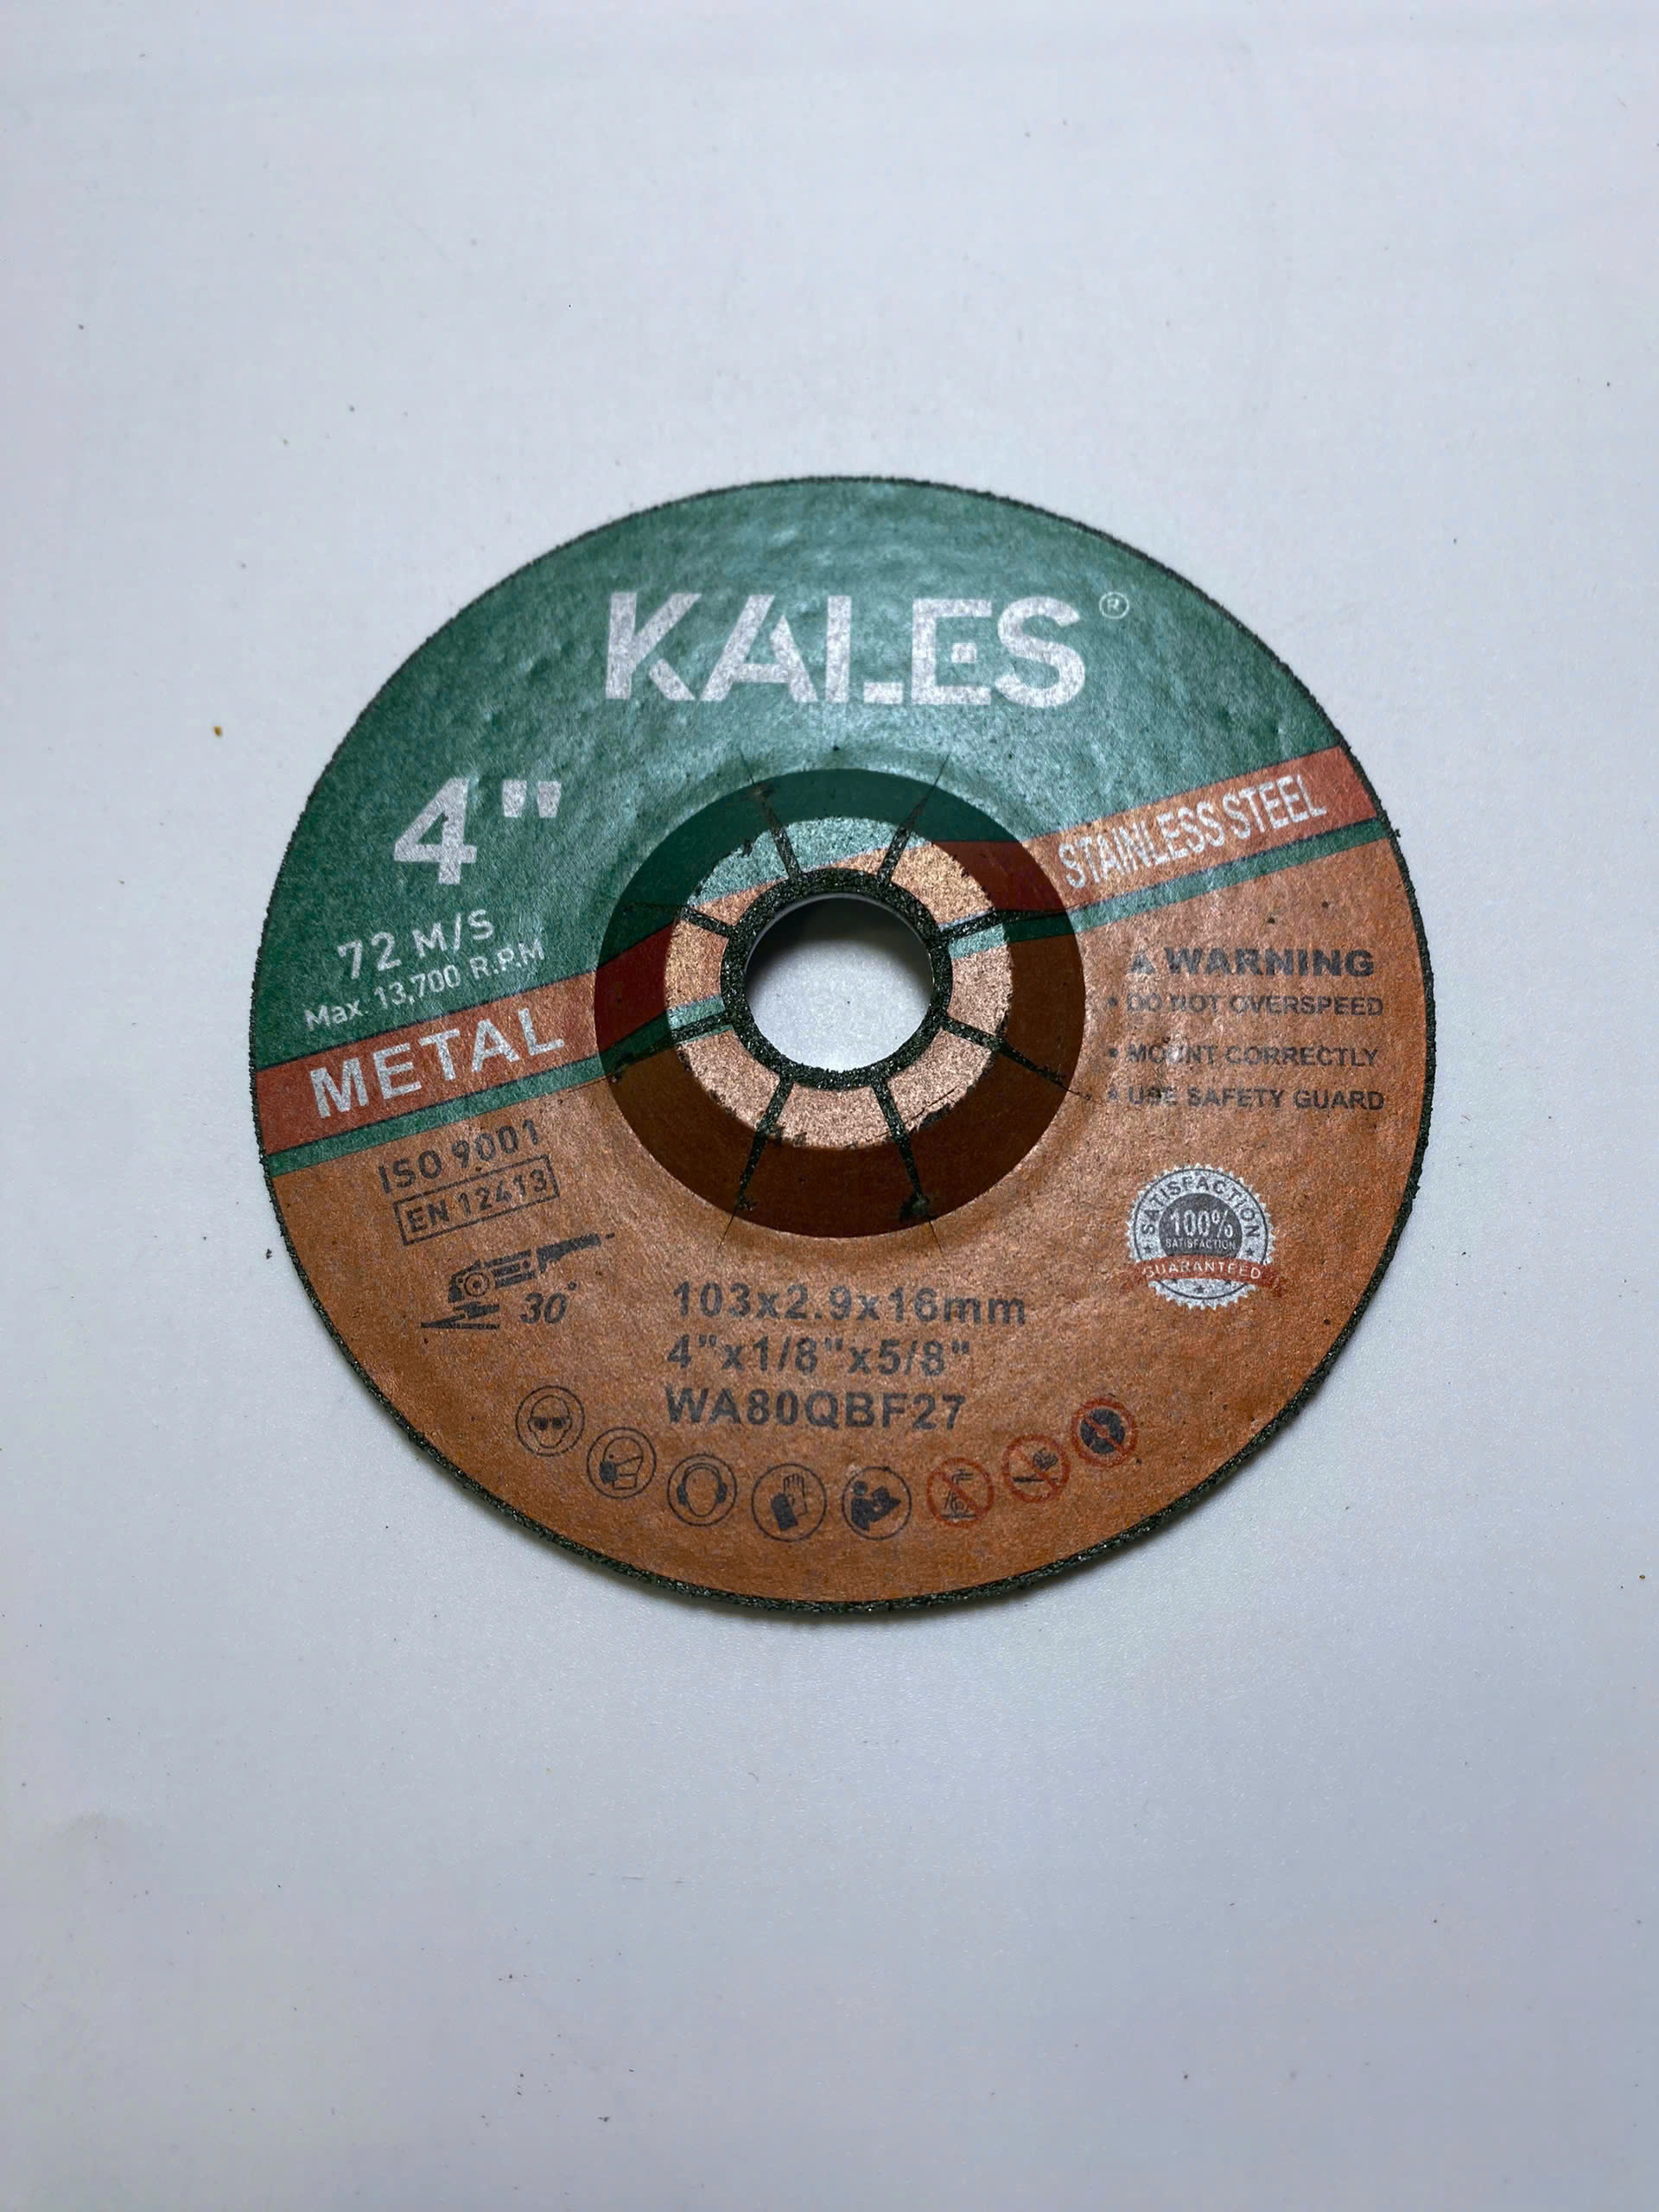 KALES®
4"
72 M/S
Max. 13,700 R.P.M
METAL
STAINLESS STEEL
WARNING
• DO NOT OVERSPEED
• MOUNT CORRECTLY
• USE SAFETY GUARD
ISO 9001
EN 12413
30°
SATISFACTION
100%
SATISFACTION
GUARANTEED
103x2.9x16mm
4"x1/8"x5/8"
WA80QBF27